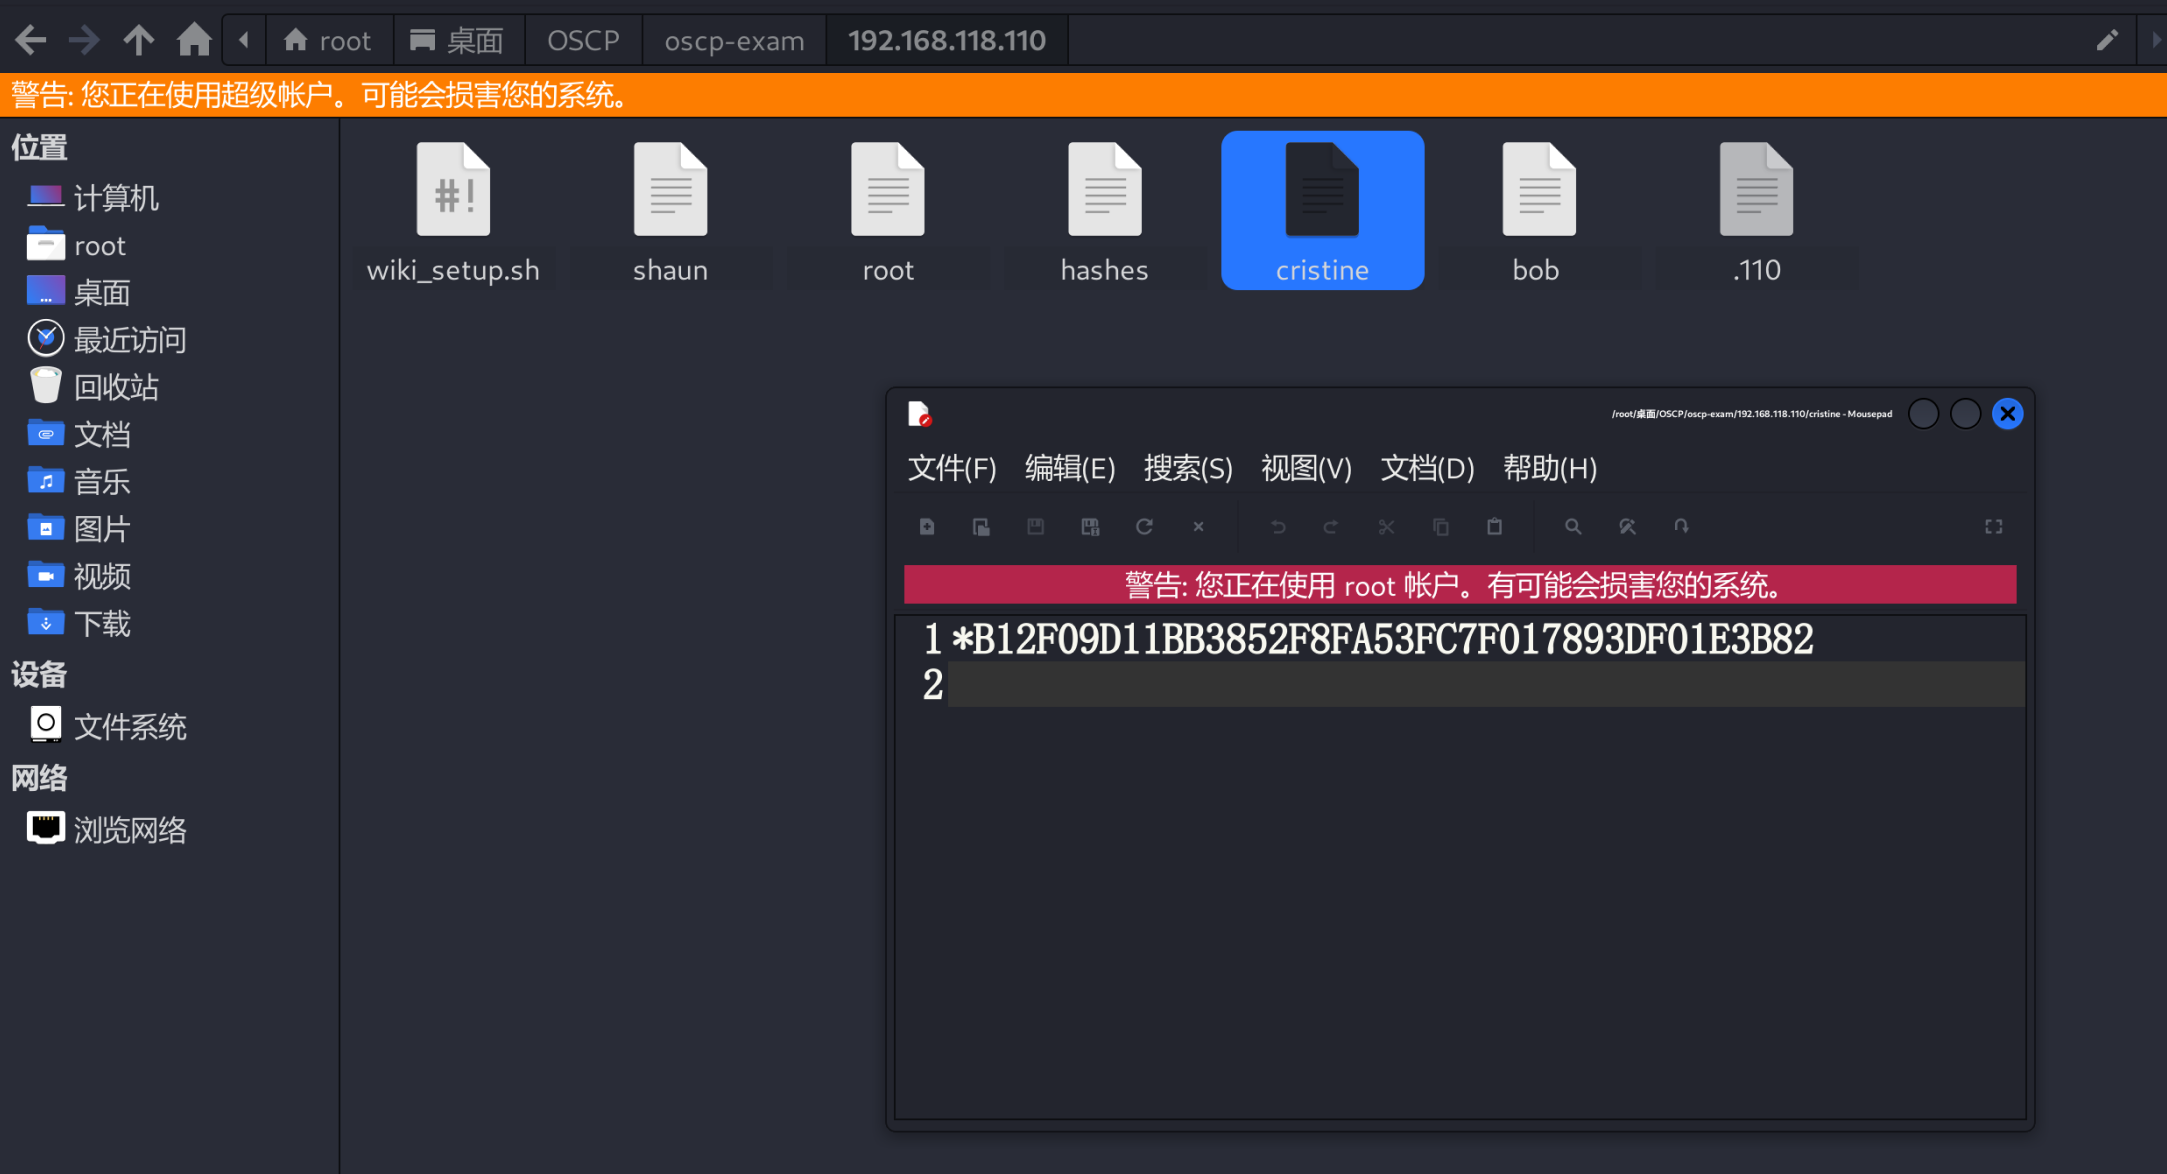 root 桌面 OSCP oscp-exam 192.168.118.110
警告: 您正在使用超级帐户。可能会损害您的系统。
位置
计算机
root
桌面
最近访问
回收站
文档
音乐
图片
视频
下载
设备
文件系统
网络
浏览网络
#!
wiki_setup.sh shaun root hashes cristine bob .110
/root/桌面/OSCP/oscp-exam/192.168.118.110/cristine - Mousepad
文件(F) 编辑(E) 搜索(S) 视图(V) 文档(D) 帮助(H)
警告: 您正在使用 root 帐户。有可能会损害您的系统。
1 *B12F09D11BB3852F8FA53FC7F017893DF01E3B82
2